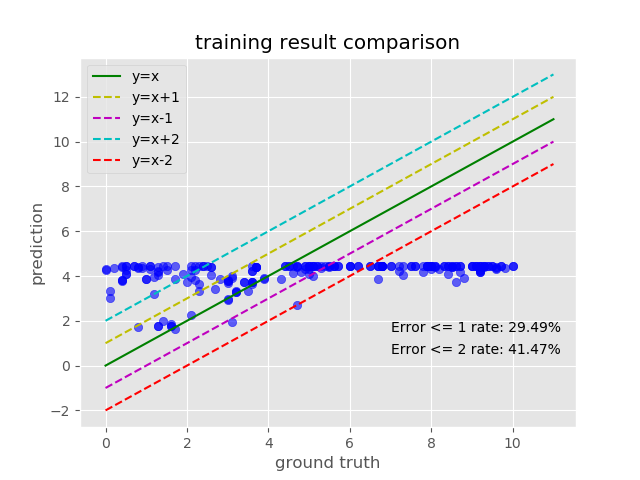 training result comparison
y=x
y=x+1
y=x-1
y=x+2
y=x-2
12
10
8
6
4
2
0
−2
prediction
Error <= 1 rate: 29.49%
Error <= 2 rate: 41.47%
0 2 4 6 8 10
ground truth